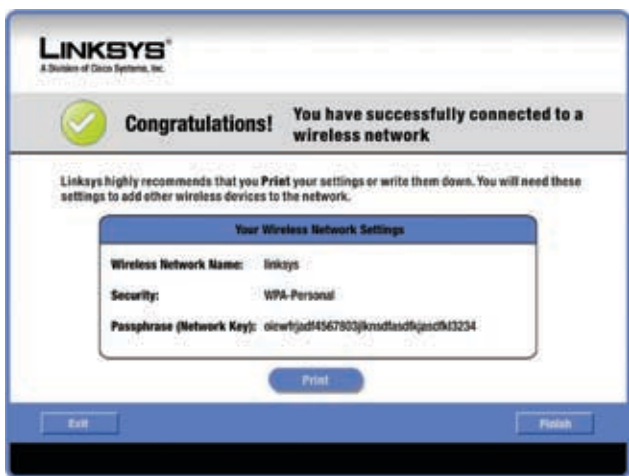 LINKSYS®
A Division of Cisco Systems, Inc.
Congratulations!
You have successfully connected to a
wireless network
Linksys highly recommends that you Print your settings or write them down. You will need these
settings to add other wireless devices to the network.
Your Wireless Network Settings
Wireless Network Name: linksys
Security: WPA-Personal
Passphrase (Network Key):
Print
Exit Finish